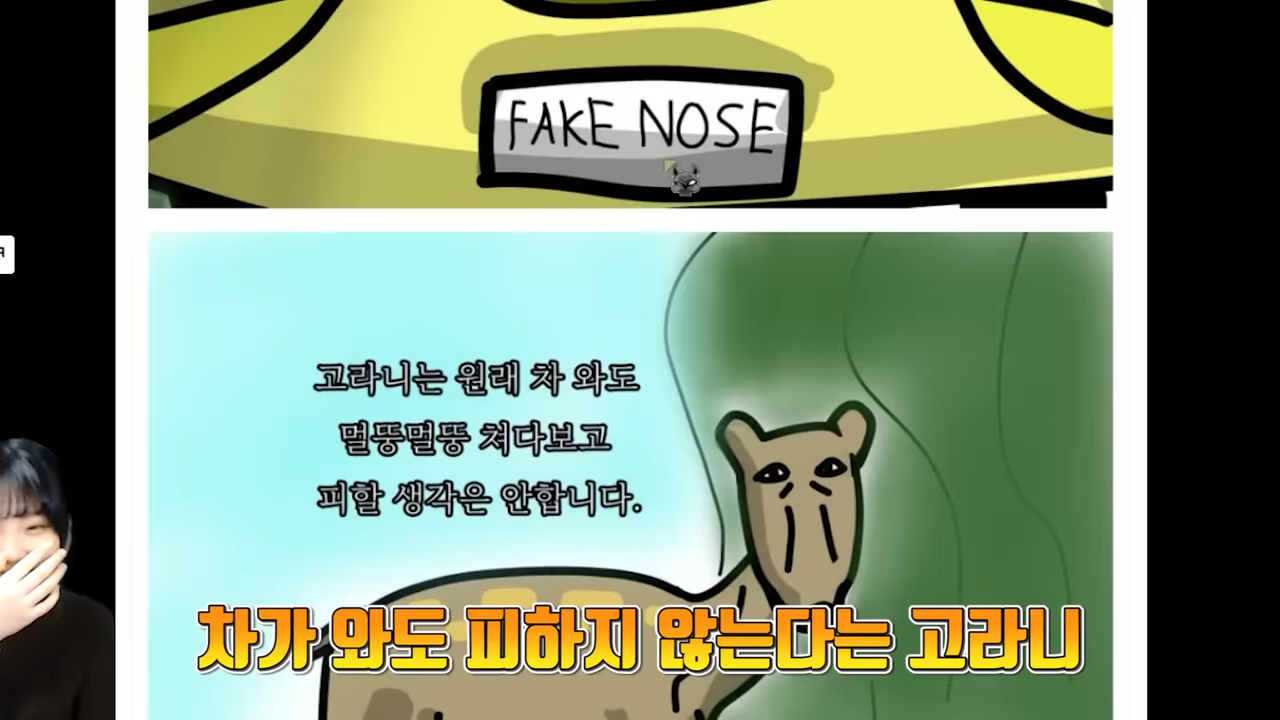 FAKE NOSE
고라니는 원래 차 와도
멀뚱멀뚱 쳐다보고
피할 생각은 안합니다.
차가 와도 피하지 않는다는 고라니